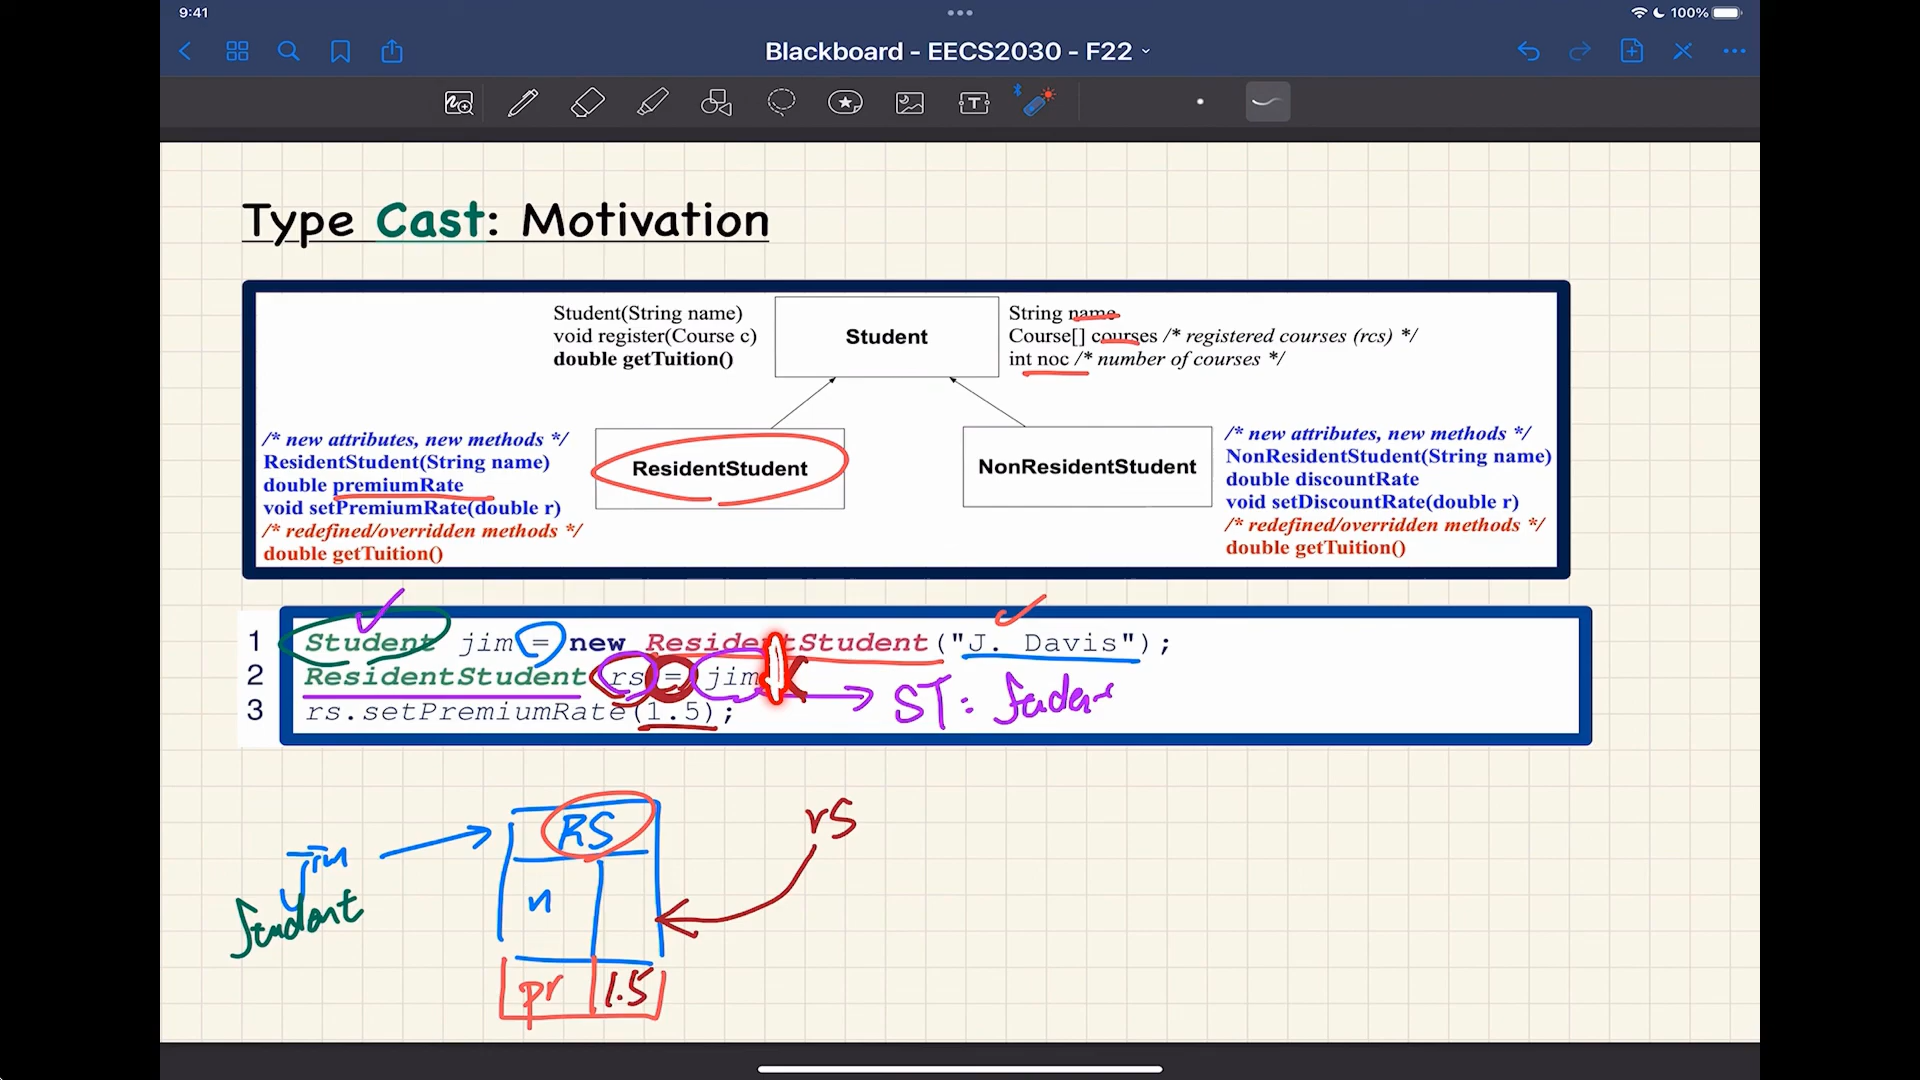 9:41
100%
Blackboard - EECS2030 - F22
Type Cast: Motivation
Student(String name)
void register(Course c)
double getTuition()
Student
String name
Course[] courses /* registered courses (rcs) */
int noc /* number of courses */
/* new attributes, new methods */
ResidentStudent(String name)
double premiumRate
void setPremiumRate(double r)
/* redefined/overridden methods */
double getTuition()
ResidentStudent
NonResidentStudent
/* new attributes, new methods */
NonResidentStudent(String name)
double discountRate
void setDiscountRate(double r)
/* redefined/overridden methods */
double getTuition()
1 Student jim = new ResidentStudent("J. Davis");
2 ResidentStudent rs = jim
ST: Student
3 rs.setPremiumRate(1.5);
Jim
Student
RS
n
pr 1.5
rs